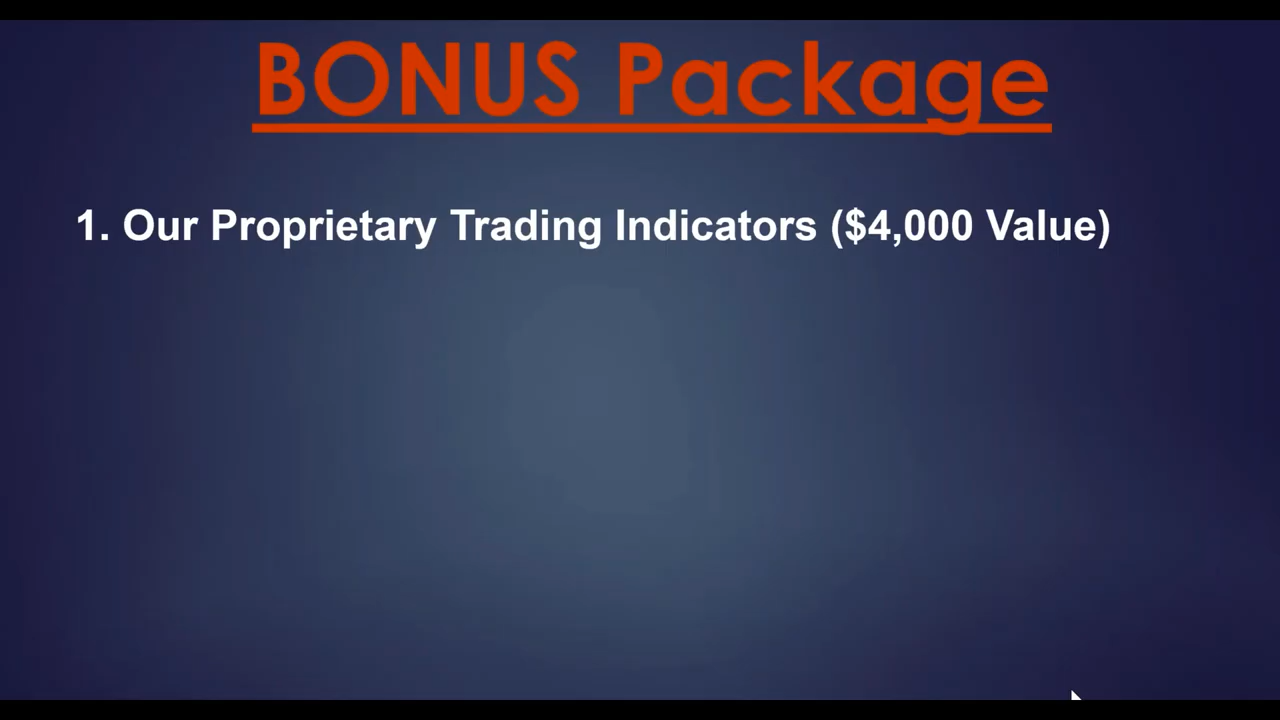 BONUS Package
1. Our Proprietary Trading Indicators ($4,000 Value)